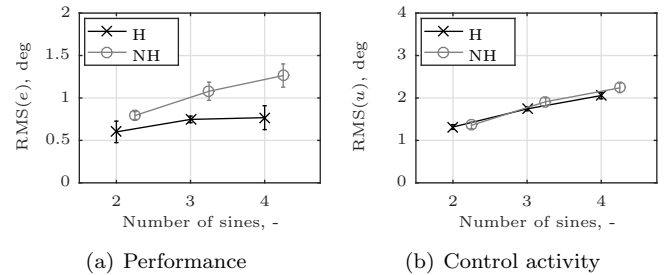 H
NH
RMS(e), deg
2
1.5
1
0.5
0
2
3
4
Number of sines, -
(a) Performance
H
NH
RMS(u), deg
4
3
2
1
0
2
3
4
Number of sines, -
(b) Control activity